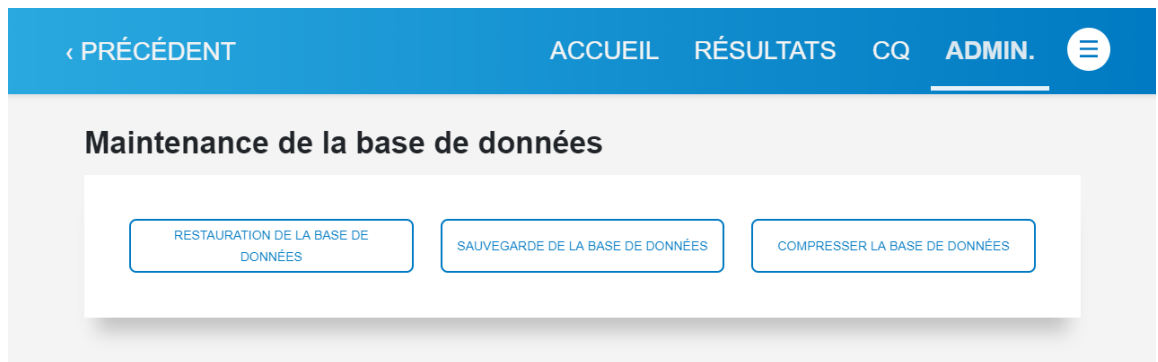 ‹ PRÉCÉDENT ACCUEIL RÉSULTATS CQ ADMIN.
Maintenance de la base de données
RESTAURATION DE LA BASE DE
DONNÉES
SAUVEGARDE DE LA BASE DE DONNÉES
COMPRESSER LA BASE DE DONNÉES